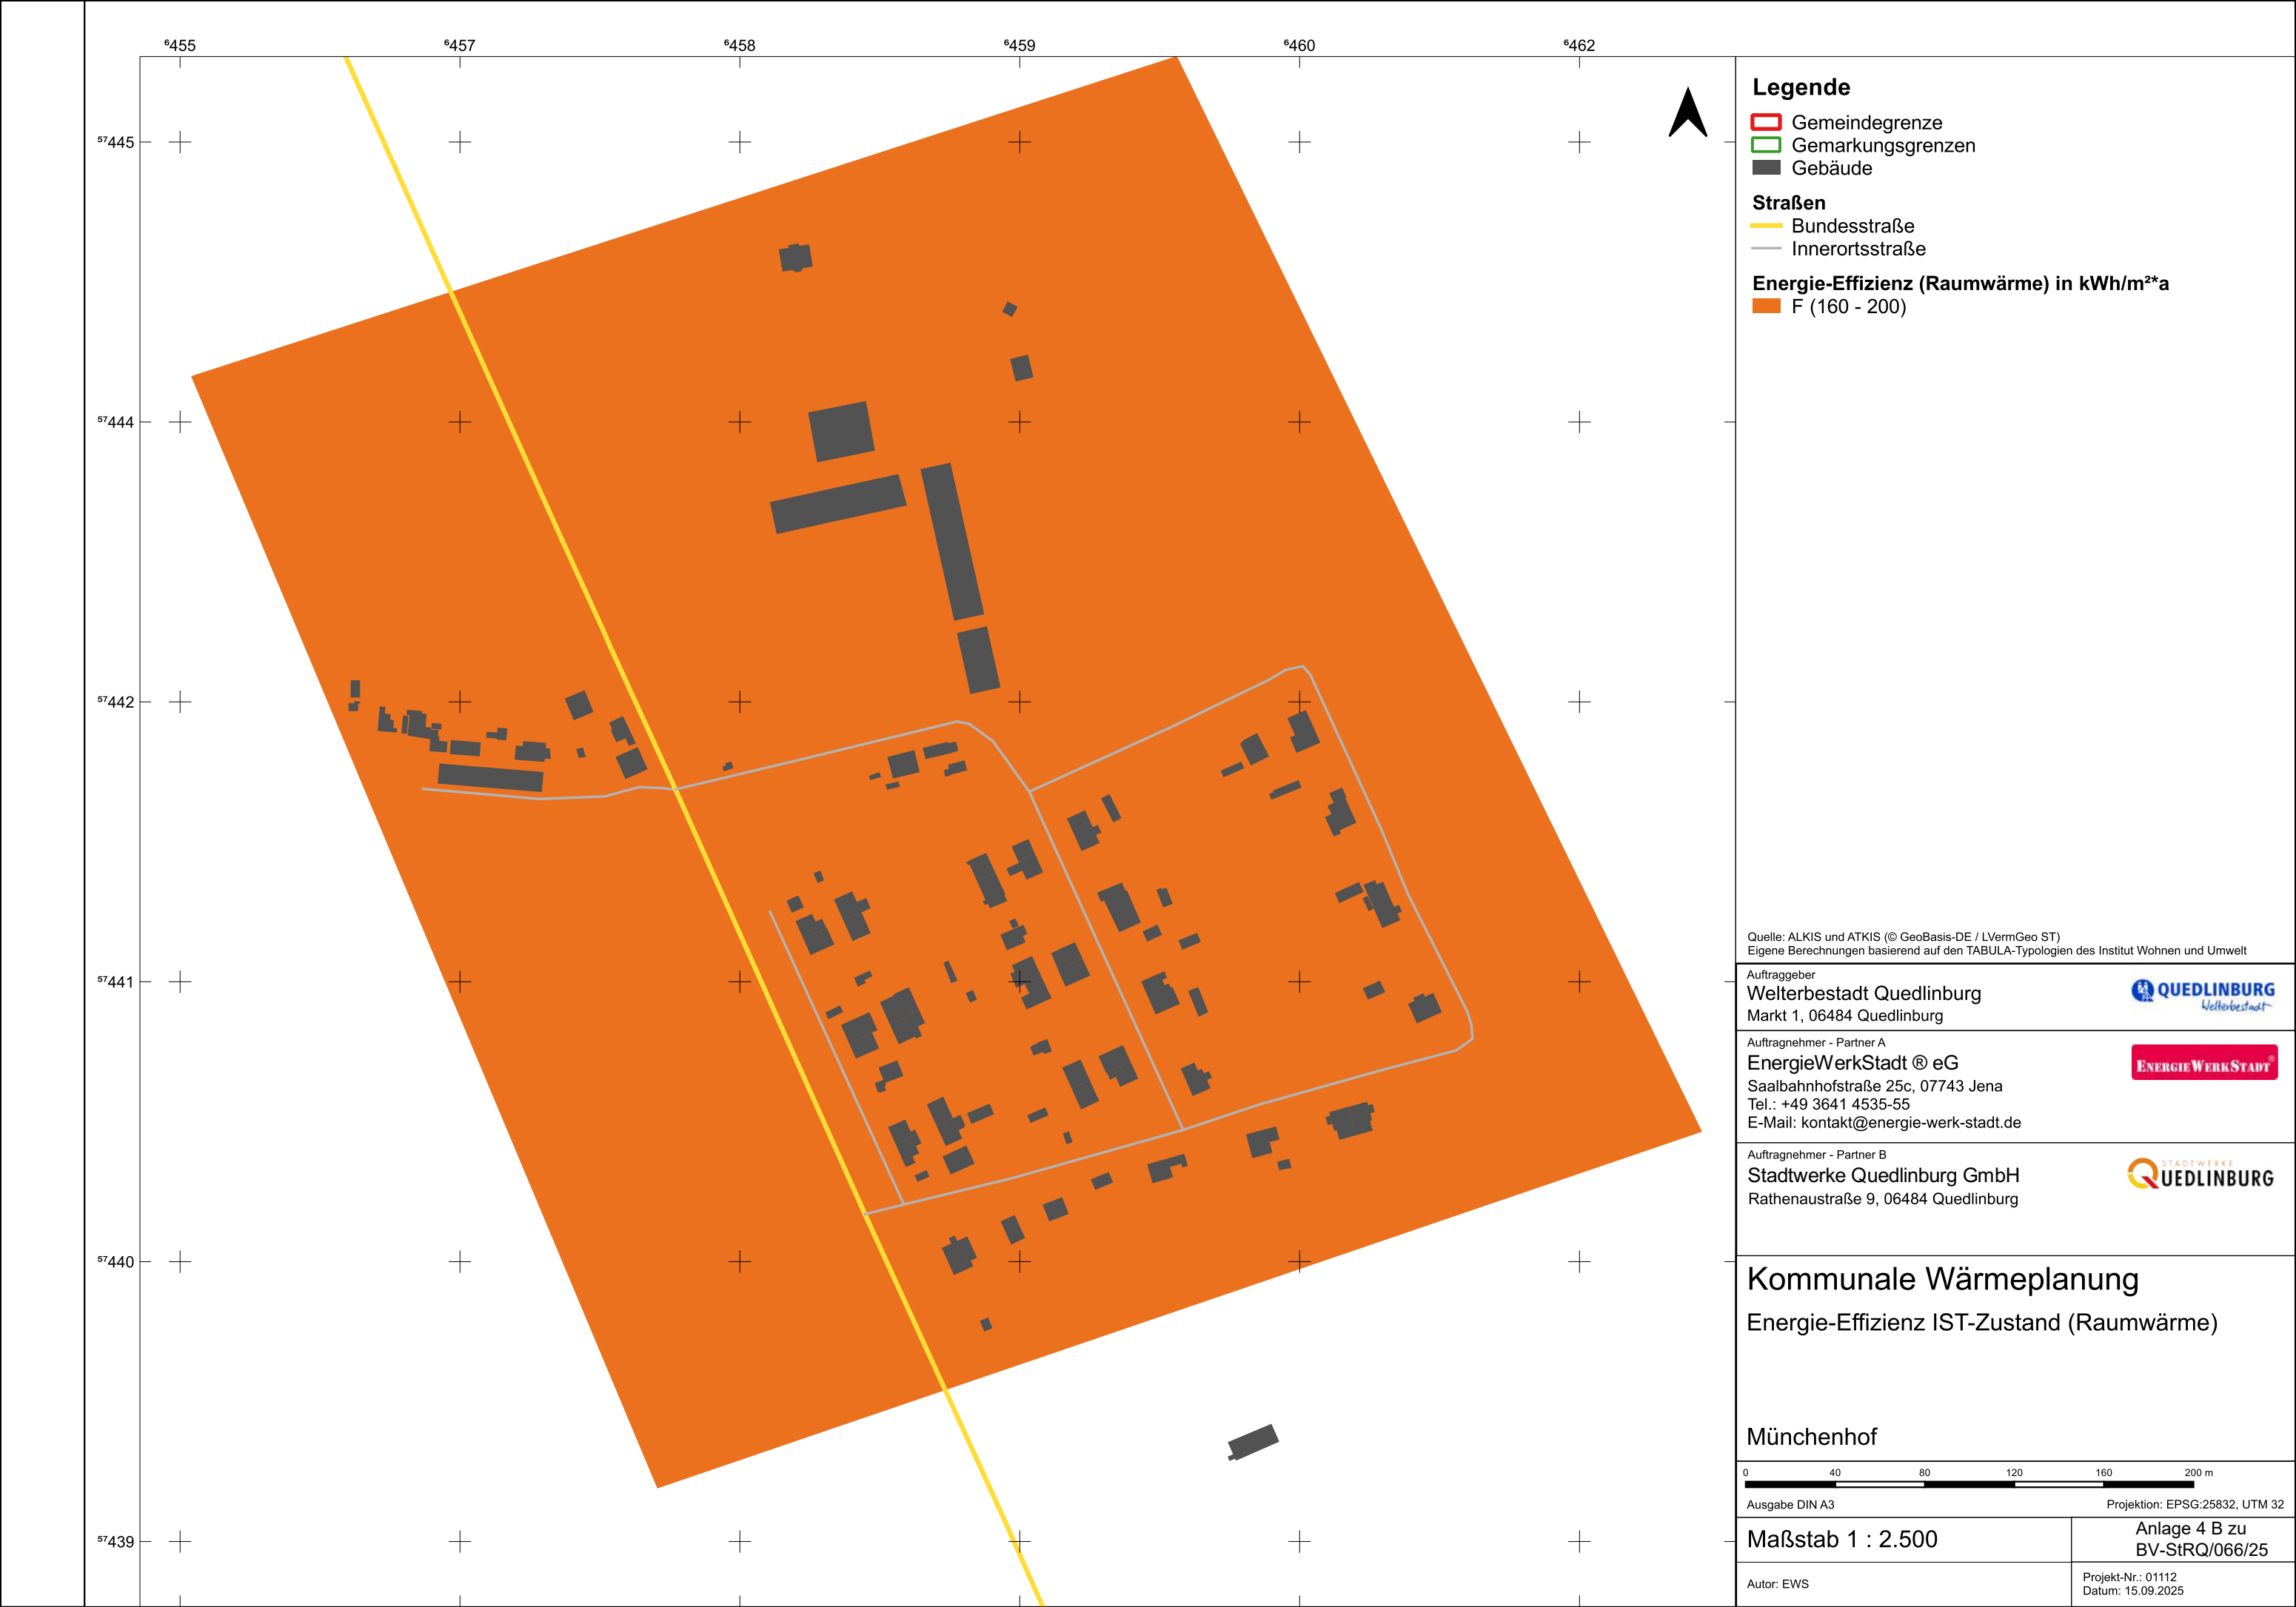 ⁶455 ⁶457 ⁶458 ⁶459 ⁶460 ⁶462
⁵⁷445
⁵⁷444
⁵⁷442
⁵⁷441
⁵⁷440
⁵⁷439
Legende
Gemeindegrenze
Gemarkungsgrenzen
Gebäude
Straßen
Bundesstraße
Innerortsstraße
Energie-Effizienz (Raumwärme) in kWh/m²*a
F (160 - 200)
Quelle: ALKIS und ATKIS (© GeoBasis-DE / LVermGeo ST)
Eigene Berechnungen basierend auf den TABULA-Typologien des Institut Wohnen und Umwelt
Auftraggeber
Welterbestadt Quedlinburg
Markt 1, 06484 Quedlinburg
QUEDLINBURG
Welterbestadt
Auftragnehmer - Partner A
EnergieWerkStadt ® eG
Saalbahnhofstraße 25c, 07743 Jena
Tel.: +49 3641 4535-55
E-Mail: kontakt@energie-werk-stadt.de
ENERGIEWERKSTADT®
Auftragnehmer - Partner B
Stadtwerke Quedlinburg GmbH
Rathenaustraße 9, 06484 Quedlinburg
STADTWERKE
QUEDLINBURG
Kommunale Wärmeplanung
Energie-Effizienz IST-Zustand (Raumwärme)
Münchenhof
0 40 80 120 160 200 m
Ausgabe DIN A3 Projektion: EPSG:25832, UTM 32
Maßstab 1 : 2.500
Anlage 4 B zu
BV-StRQ/066/25
Autor: EWS
Projekt-Nr.: 01112
Datum: 15.09.2025